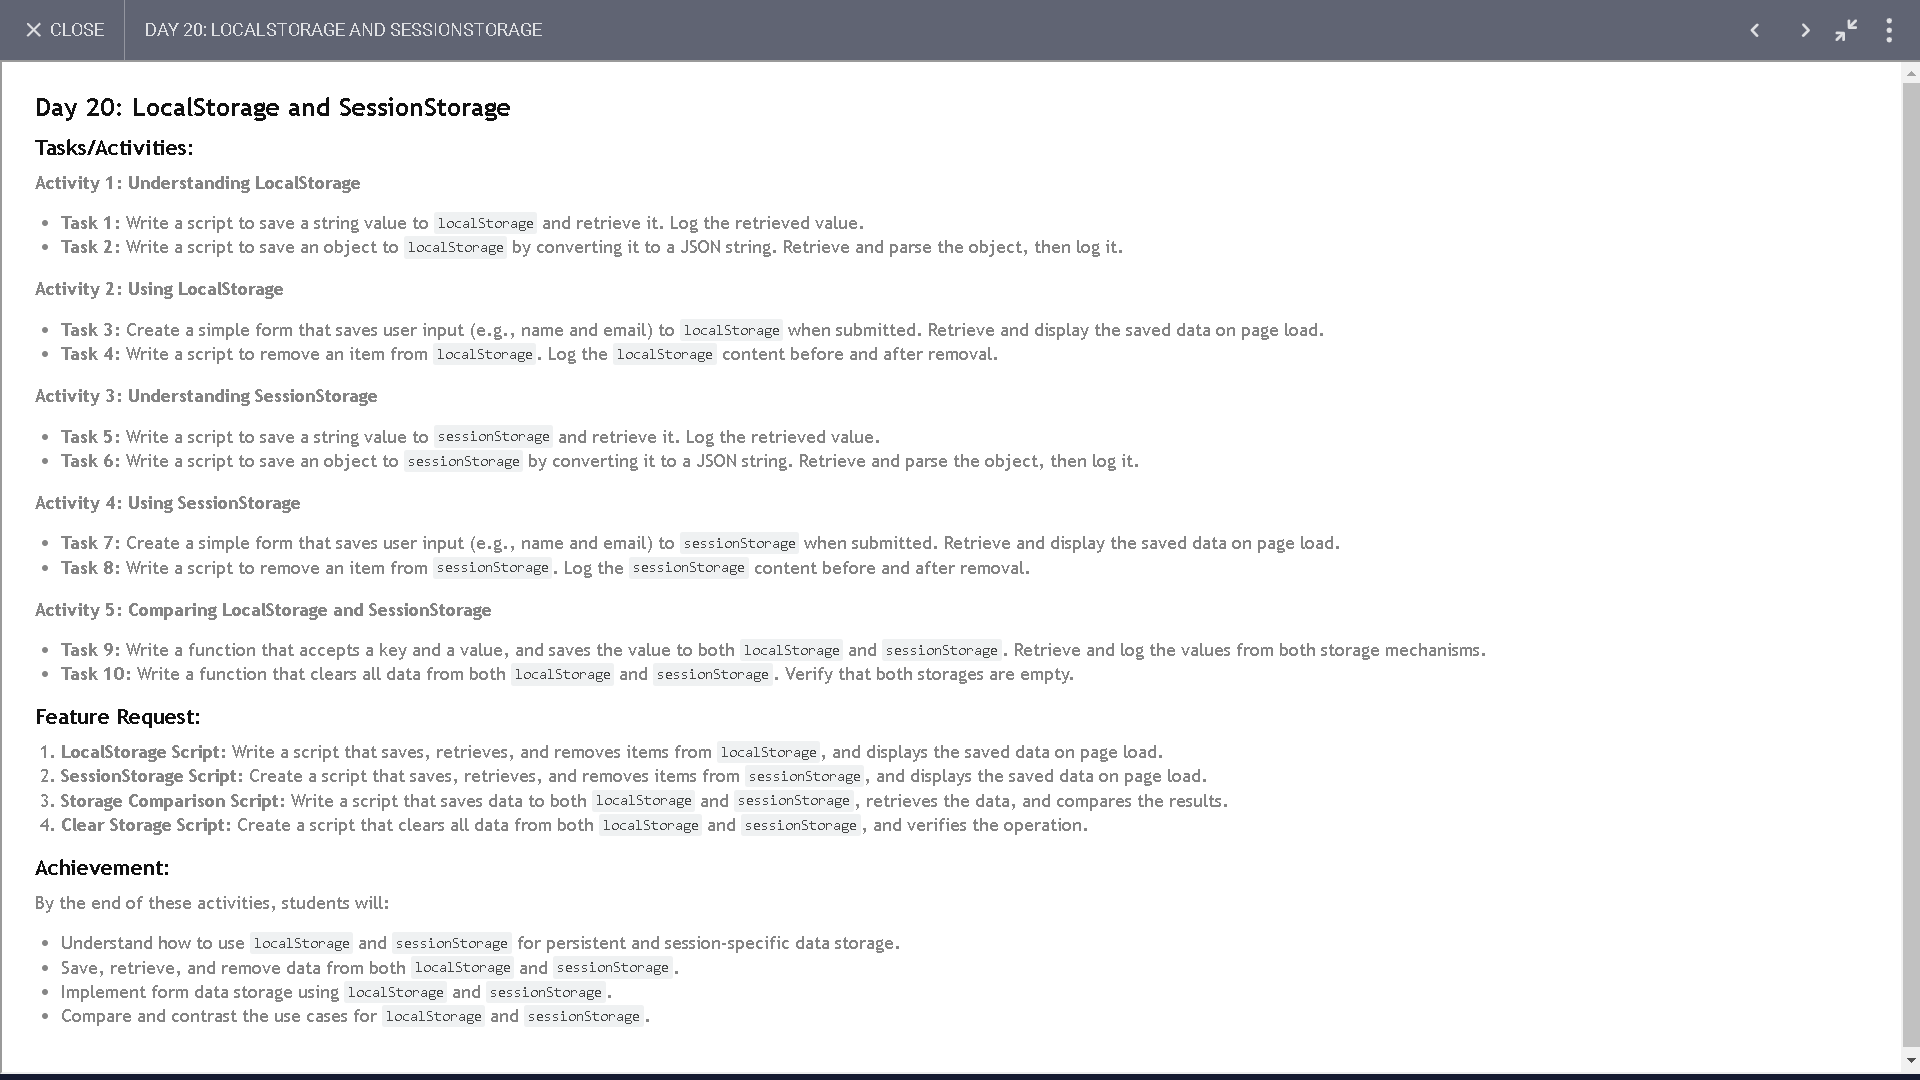 CLOSE
DAY 20: LOCALSTORAGE AND SESSIONSTORAGE
Day 20: LocalStorage and SessionStorage
Tasks/Activities:
Activity 1: Understanding LocalStorage
• Task 1: Write a script to save a string value to localStorage and retrieve it. Log the retrieved value.
• Task 2: Write a script to save an object to localStorage by converting it to a JSON string. Retrieve and parse the object, then log it.
Activity 2: Using LocalStorage
• Task 3: Create a simple form that saves user input (e.g., name and email) to localStorage when submitted. Retrieve and display the saved data on page load.
• Task 4: Write a script to remove an item from localStorage. Log the localStorage content before and after removal.
Activity 3: Understanding SessionStorage
• Task 5: Write a script to save a string value to sessionStorage and retrieve it. Log the retrieved value.
• Task 6: Write a script to save an object to sessionStorage by converting it to a JSON string. Retrieve and parse the object, then log it.
Activity 4: Using SessionStorage
• Task 7: Create a simple form that saves user input (e.g., name and email) to sessionStorage when submitted. Retrieve and display the saved data on page load.
• Task 8: Write a script to remove an item from sessionStorage. Log the sessionStorage content before and after removal.
Activity 5: Comparing LocalStorage and SessionStorage
• Task 9: Write a function that accepts a key and a value, and saves the value to both localStorage and sessionStorage. Retrieve and log the values from both storage mechanisms.
• Task 10: Write a function that clears all data from both localStorage and sessionStorage. Verify that both storages are empty.
Feature Request:
1. LocalStorage Script: Write a script that saves, retrieves, and removes items from localStorage, and displays the saved data on page load.
2. SessionStorage Script: Create a script that saves, retrieves, and removes items from sessionStorage, and displays the saved data on page load.
3. Storage Comparison Script: Write a script that saves data to both localStorage and sessionStorage, retrieves the data, and compares the results.
4. Clear Storage Script: Create a script that clears all data from both localStorage and sessionStorage, and verifies the operation.
Achievement:
By the end of these activities, students will:
• Understand how to use localStorage and sessionStorage for persistent and session-specific data storage.
• Save, retrieve, and remove data from both localStorage and sessionStorage.
• Implement form data storage using localStorage and sessionStorage.
• Compare and contrast the use cases for localStorage and sessionStorage.